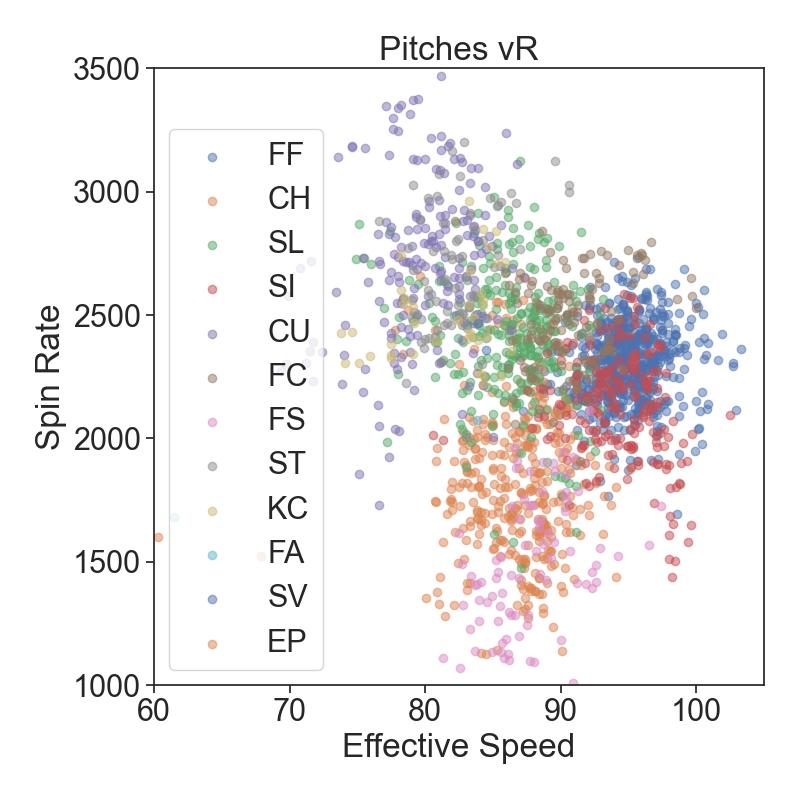 Pitches vR
3500
3000
2500
2000
1500
1000
Spin Rate
FF
CH
SL
SI
CU
FC
FS
ST
KC
FA
SV
EP
60 70 80 90 100
Effective Speed